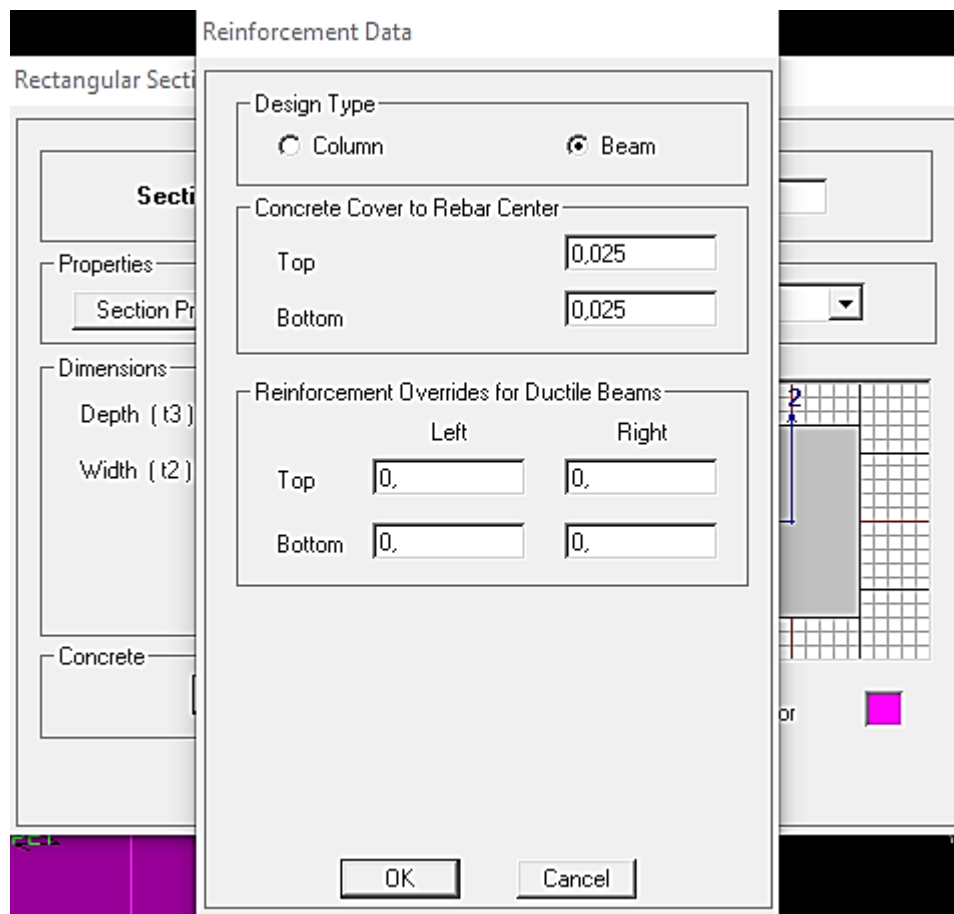 Reinforcement Data
Rectangular Secti
Design Type
Column
Beam
Secti
Concrete Cover to Rebar Center
Top
0,025
Bottom
0,025
Properties
Section Pr
Dimensions
Depth ( t3 )
Width ( t2 )
Reinforcement Overrides for Ductile Beams
Left Right
Top 0, 0,
Bottom 0, 0,
2
Concrete
or
OK Cancel